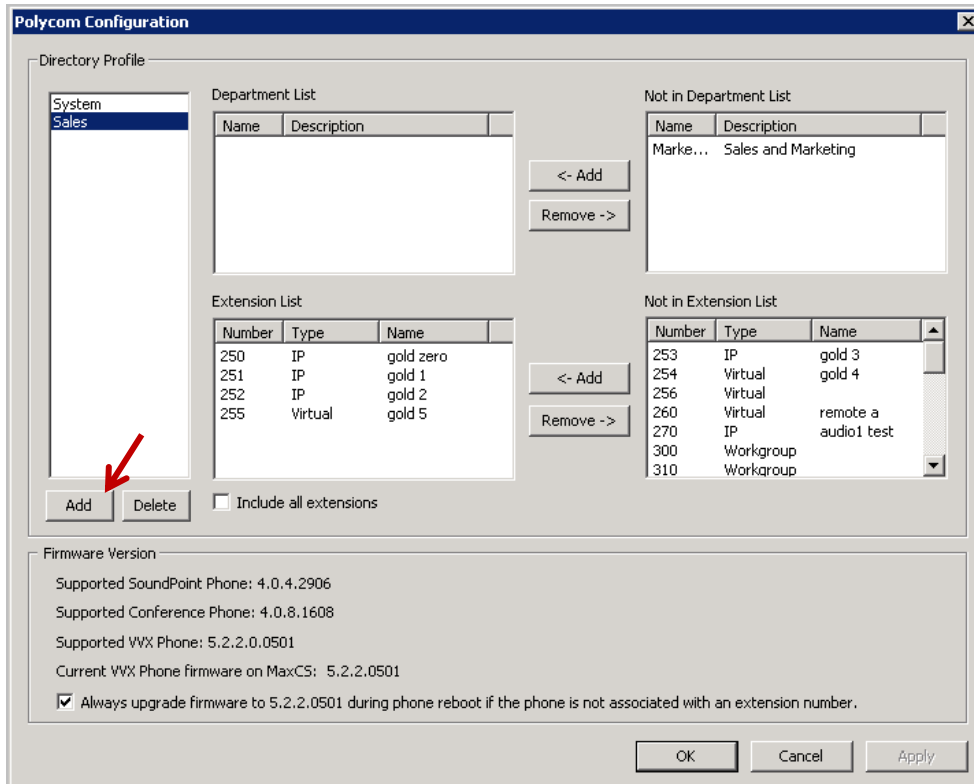 Polycom Configuration
Directory Profile
System
Sales
Add
Delete
Department List
Name Description
<- Add
Remove ->
Not in Department List
Name Description
Marke... Sales and Marketing
Extension List
Number Type Name
250 IP gold zero
251 IP gold 1
252 IP gold 2
255 Virtual gold 5
<- Add
Remove ->
Not in Extension List
Number Type Name
253 IP gold 3
254 Virtual gold 4
256 Virtual
260 Virtual remote a
270 IP audio1 test
300 Workgroup
310 Workgroup
Include all extensions
Firmware Version
Supported SoundPoint Phone: 4.0.4.2906
Supported Conference Phone: 4.0.8.1608
Supported VVX Phone: 5.2.2.0.0501
Current VVX Phone firmware on MaxCS: 5.2.2.0501
Always upgrade firmware to 5.2.2.0501 during phone reboot if the phone is not associated with an extension number.
OK
Cancel
Apply